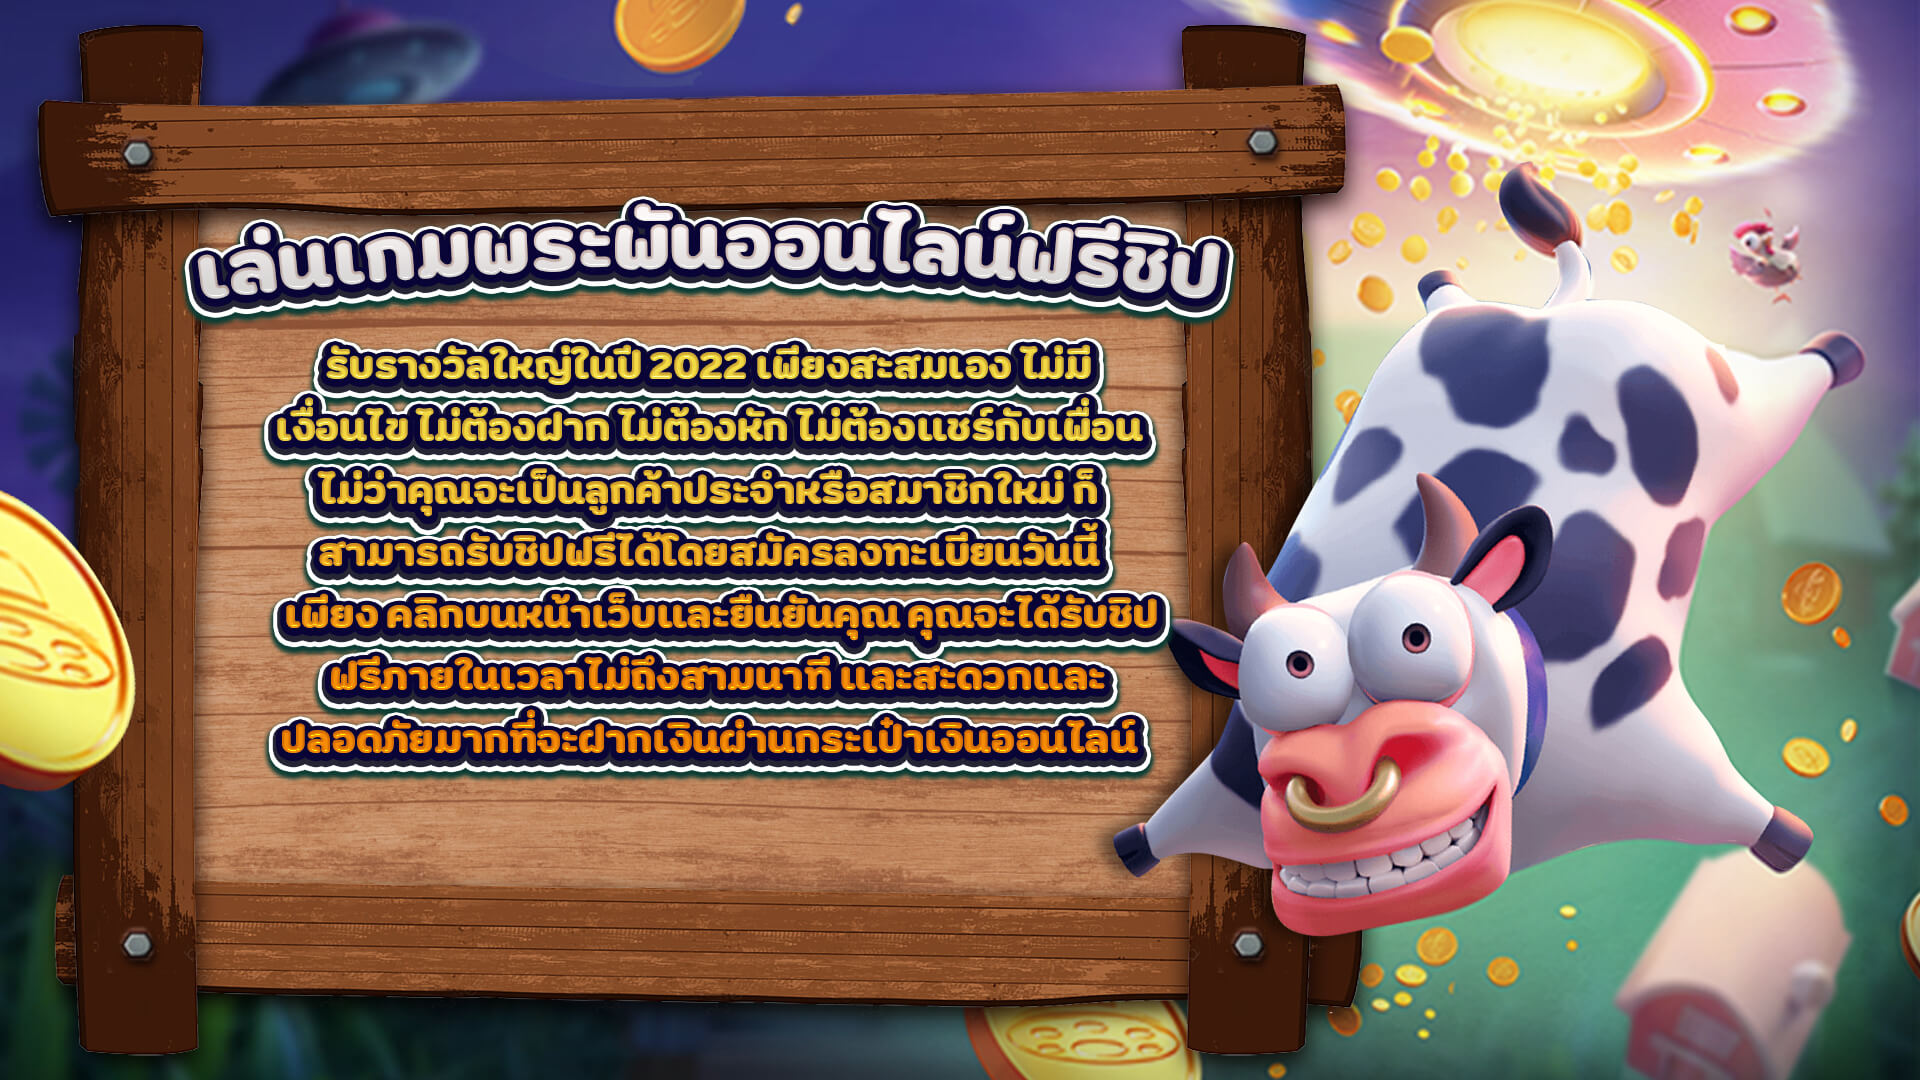 เล่นเกมพระพันออนไลน์ฟรีชิป
รับรางวัลใหญ่ในปี 2022 เพียงสะสมเอง ไม่มี
เงื่อนไข ไม่ต้องฝาก ไม่ต้องหัก ไม่ต้องแชร์กับเพื่อน
ไม่ว่าคุณจะเป็นลูกค้าประจำหรือสมาชิกใหม่ ก็
สามารถรับชิปฟรีได้โดยสมัครลงทะเบียนวันนี้
เพียง คลิกบนหน้าเว็บและยืนยันคุณ คุณจะได้รับชิป
ฟรีภายในเวลาไม่ถึงสามนาที และสะดวกและ
ปลอดภัยมากที่จะฝากเงินผ่านกระเป๋าเงินออนไลน์